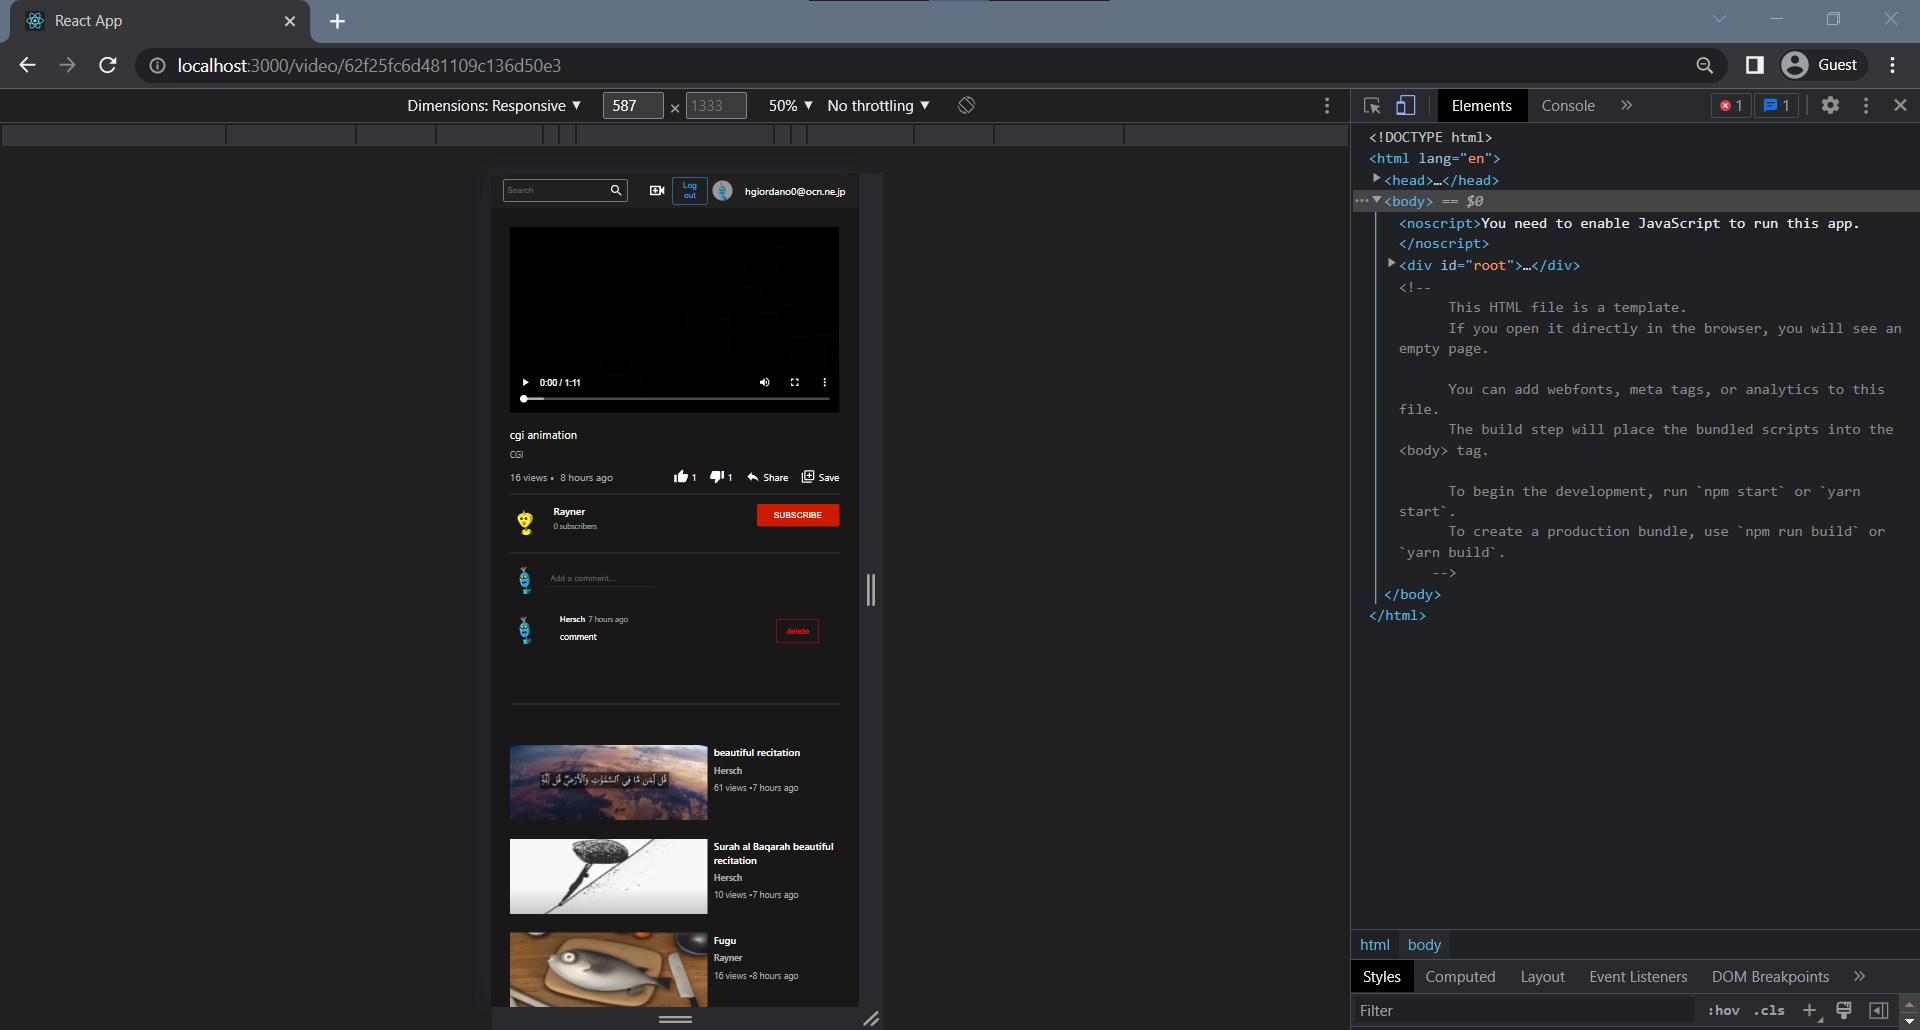 React App
localhost:3000/video/62f25fc6d481109c136d50e3
Guest
Dimensions: Responsive ▼ 587 × 1333 50% ▼ No throttling ▼
Search
Log
out
hgiordano0@ocn.ne.jp
0:00 / 1:11
cgi animation
CGI
16 views • 8 hours ago
1 1 Share Save
Rayner
0 subscribers
SUBSCRIBE
Add a comment...
Hersch 7 hours ago
comment
delete
beautiful recitation
Hersch
61 views •7 hours ago
Surah al Baqarah beautiful
recitation
Hersch
10 views •7 hours ago
Fugu
Rayner
16 views •8 hours ago
Elements Console » 1 1
<!DOCTYPE html>
<html lang="en">
<head>…</head>
<body> == $0
<noscript>You need to enable JavaScript to run this app.
</noscript>
<div id="root">…</div>
<!--
This HTML file is a template.
If you open it directly in the browser, you will see an
empty page.
You can add webfonts, meta tags, or analytics to this
file.
The build step will place the bundled scripts into the
<body> tag.
To begin the development, run `npm start` or `yarn
start`.
To create a production bundle, use `npm run build` or
`yarn build`.
-->
</body>
</html>
html body
Styles Computed Layout Event Listeners DOM Breakpoints »
Filter :hov .cls +